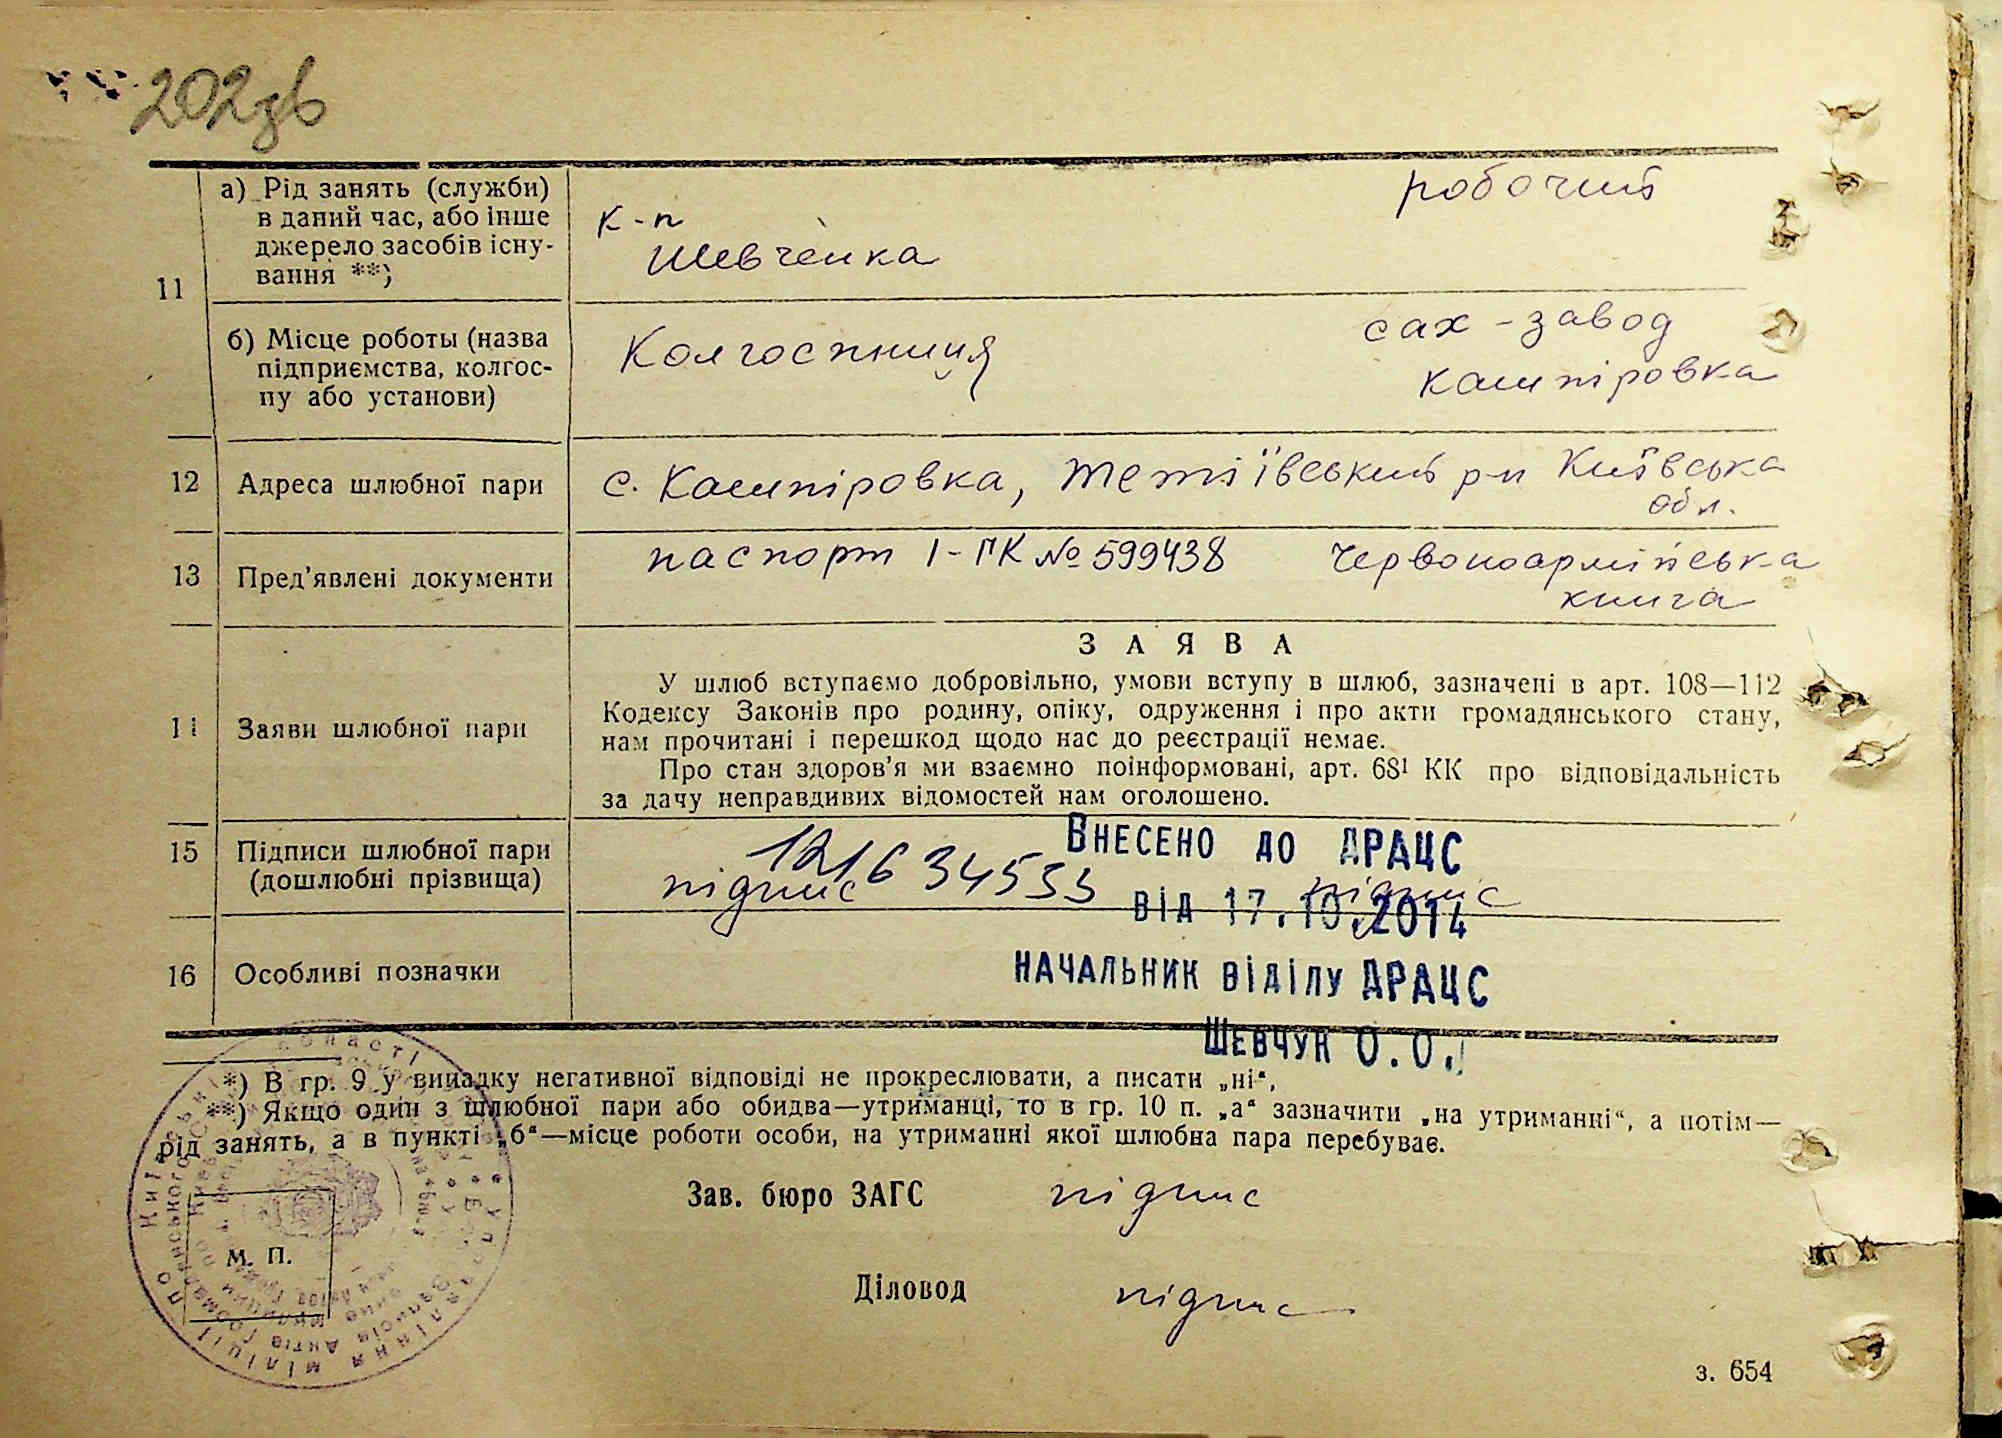 202зв
11
а) Рід занять (служби)
в даний час, або інше
джерело засобів існу-
вання **)
к-п
Шевченка
робочий
б) Місце роботи (назва
підприємства, колгос-
пу або установи)
Колгоспниця
сах-завод
Кашпіровка
12 Адреса шлюбної пари с. Кашпіровка, Тетіївський р-н Київська
обл.
13 Пред'явлені документи паспорт І-ГК № 599438 Червоноармійська
книга
ЗАЯВА
У шлюб вступаємо добровільно, умови вступу в шлюб, зазначені в арт. 108—112
Кодексу Законів про родину, опіку, одруження і про акти громадянського стану,
нам прочитані і перешкод щодо нас до реєстрації немає.
Про стан здоров'я ми взаємно поінформовані, арт. 68¹ КК про відповідальність
за дачу неправдивих відомостей нам оголошено.
14 Заяви шлюбної пари
15 Підписи шлюбної пари
(дошлюбні прізвища)
підпис
підпис
Внесено до ДРАЦС
від 17.10.2014
16 Особливі позначки
начальник відділу ДРАЦС
Шевчук О.О.
*) В гр. 9 у випадку негативної відповіді не прокреслювати, а писати „ні“,
**) Якщо один з шлюбної пари або обидва—утриманці, то в гр. 10 п. „а“ зазначити „на утриманні“, а потім—
рід занять, а в пункті „б“—місце роботи особи, на утриманні якої шлюбна пара перебуває.
Зав. бюро ЗАГС підпис
М. П.
Діловод підпис
з. 654